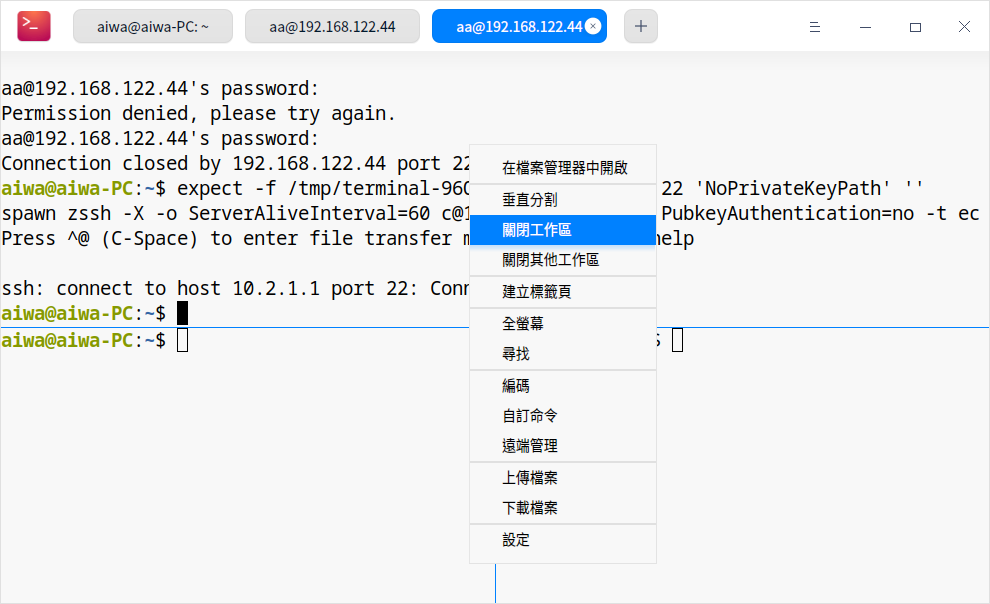 aiwa@aiwa-PC: ~
aa@192.168.122.44
aa@192.168.122.44
aa@192.168.122.44's password:
Permission denied, please try again.
aa@192.168.122.44's password:
Connection closed by 192.168.122.44 port 22
aiwa@aiwa-PC:~$ expect -f /tmp/terminal-960 22 'NoPrivateKeyPath' ''
spawn zssh -X -o ServerAliveInterval=60 c@1 PubkeyAuthentication=no -t ec
Press ^@ (C-Space) to enter file transfer m help
ssh: connect to host 10.2.1.1 port 22: Conn
aiwa@aiwa-PC:~$
aiwa@aiwa-PC:~$ $
在檔案管理器中開啟
垂直分割
關閉工作區
關閉其他工作區
建立標籤頁
全螢幕
尋找
編碼
自訂命令
遠端管理
上傳檔案
下載檔案
設定